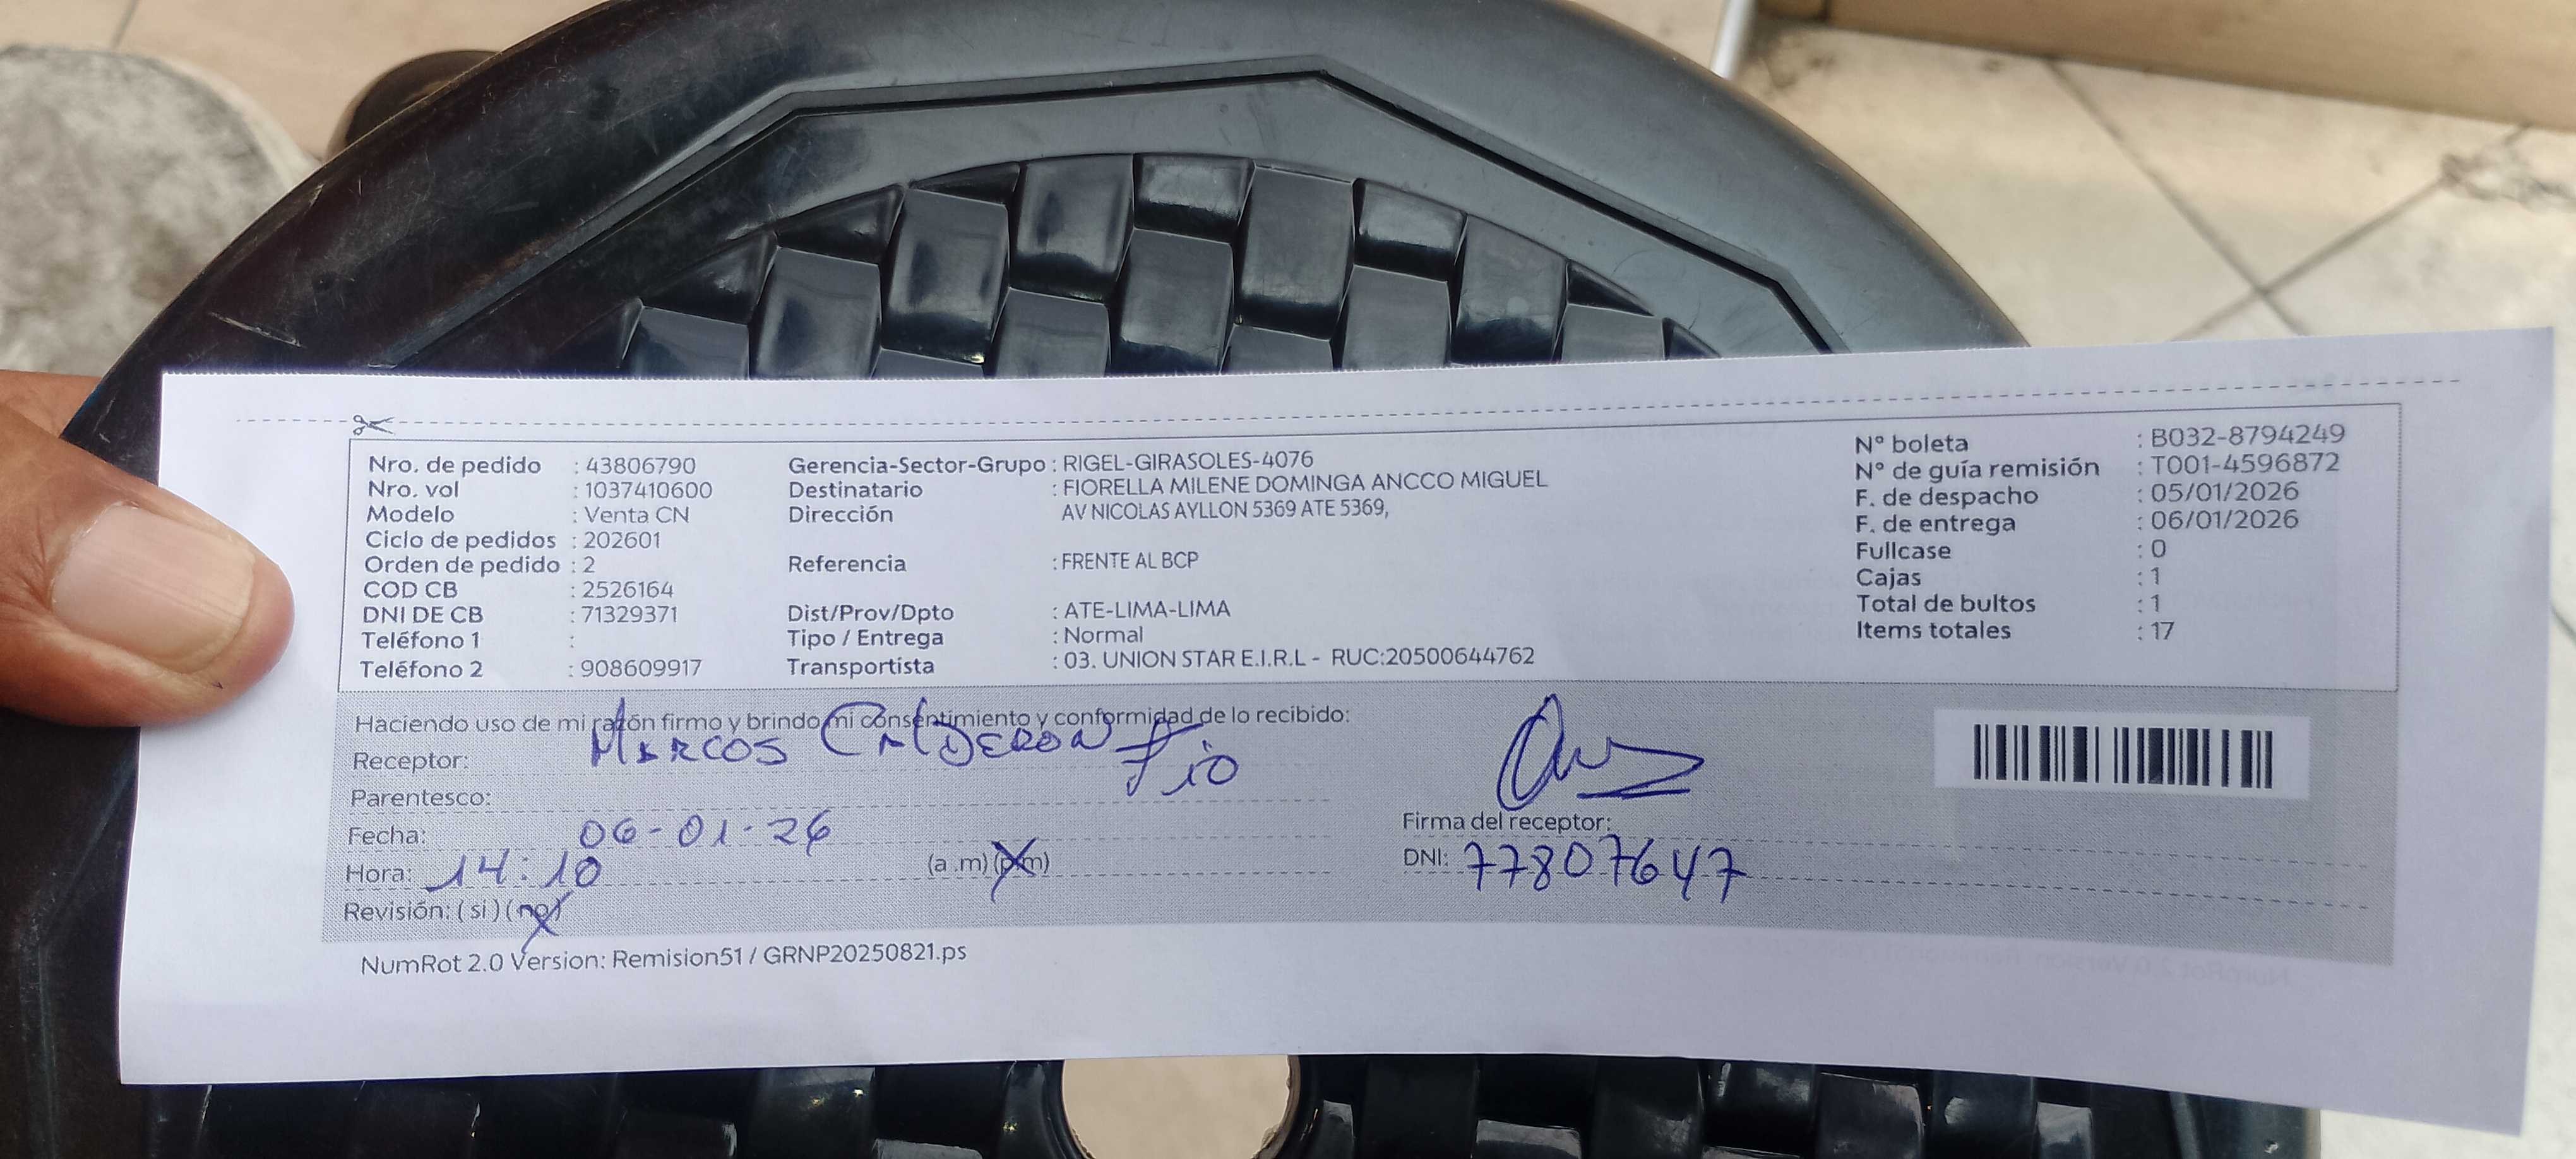 Nro. de pedido : 43806790
Nro. vol : 1037410600
Modelo : Venta CN
Ciclo de pedidos : 202601
Orden de pedido : 2
COD CB : 2526164
DNI DE CB : 71329371
Teléfono 1 :
Teléfono 2 : 908609917
Gerencia-Sector-Grupo : RIGEL-GIRASOLES-4076
Destinatario : FIORELLA MILENE DOMINGA ANCCO MIGUEL
Dirección AV NICOLAS AYLLON 5369 ATE 5369,
Referencia : FRENTE AL BCP
Dist/Prov/Dpto : ATE-LIMA-LIMA
Tipo / Entrega : Normal
Transportista : 03. UNION STAR E.I.R.L - RUC:20500644762
N° boleta : B032-8794249
N° de guía remisión : T001-4596872
F. de despacho : 05/01/2026
F. de entrega : 06/01/2026
Fullcase : 0
Cajas : 1
Total de bultos : 1
Items totales : 17
Haciendo uso de mi razón firmo y brindo mi consentimiento y conformidad de lo recibido:
Receptor: MARCOS CALDERON Tio
Parentesco:
Fecha: 06-01-26
Hora: 14:10 (a .m) (p.m)
Revisión: ( si ) ( no )
Firma del receptor:
DNI: 77807647
NumRot 2.0 Version: Remision51 / GRNP20250821.ps